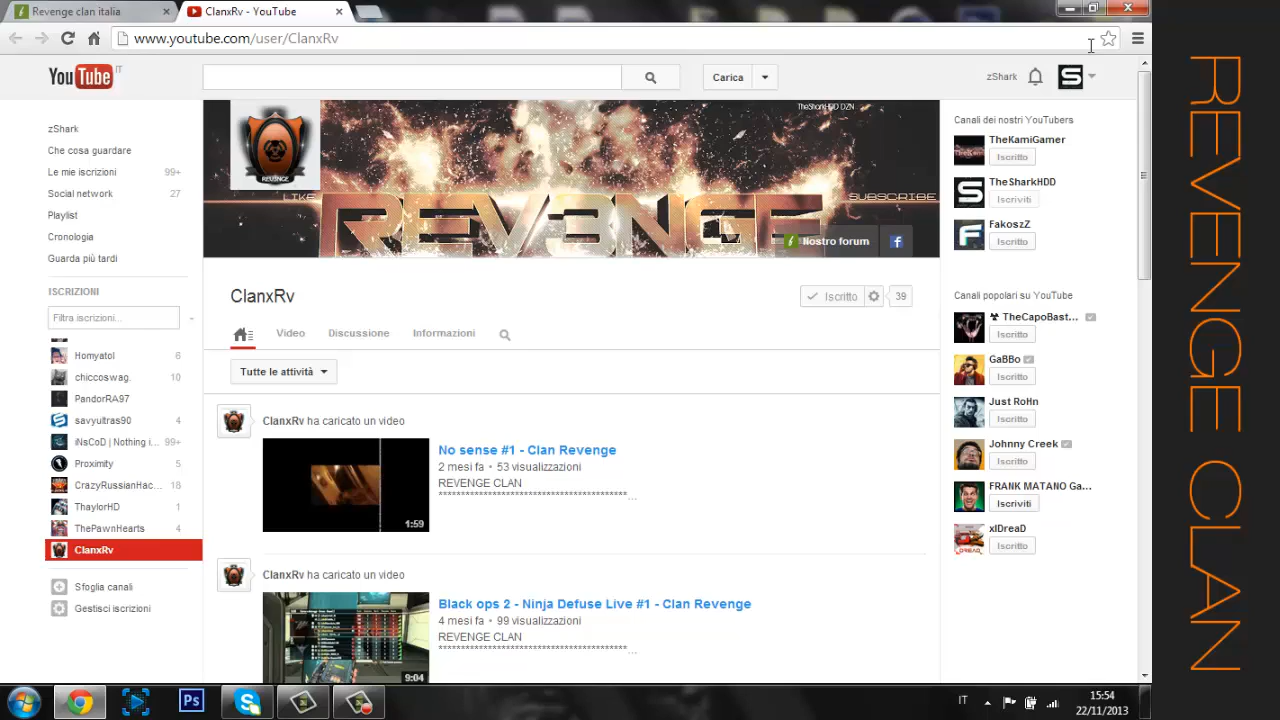 Revenge clan italia
ClanxRv - YouTube
www.youtube.com/user/ClanxRv
YouTube IT
Carica
zShark
zShark
Che cosa guardare
Le mie iscrizioni 99+
Social network 27
Playlist
Cronologia
Guarda più tardi
ISCRIZIONI
Filtra iscrizioni...
Homyatol 6
chiccoswag. 10
PandorRA97
savyultras90 4
iNsCoD | Nothing i... 99+
Proximity 5
CrazyRussianHac... 18
ThaylorHD 1
ThePawnHearts 4
ClanxRv
Sfoglia canali
Gestisci iscrizioni
TheSharkHDD DZN
REVENGE
LIKE
REV3NGE
SUBSCRIBE
Nostro forum
ClanxRv
Iscritto 39
Video Discussione Informazioni
Tutte le attività
ClanxRv ha caricato un video
No sense #1 - Clan Revenge
2 mesi fa • 53 visualizzazioni
REVENGE CLAN
******************************************...
1:59
ClanxRv ha caricato un video
Black ops 2 - Ninja Defuse Live #1 - Clan Revenge
4 mesi fa • 99 visualizzazioni
REVENGE CLAN
******************************************...
9:04
Canali dei nostri YouTubers
TheKamiGamer
Iscritto
TheSharkHDD
Iscriviti
FakoszZ
Iscritto
Canali popolari su YouTube
TheCapoBast...
Iscritto
GaBBo
Iscritto
Just RoHn
Iscritto
Johnny Creek
Iscritto
FRANK MATANO Ga...
Iscriviti
xIDreaD
Iscritto
REVENGE CLAN
Ps
IT
15:54
22/11/2013